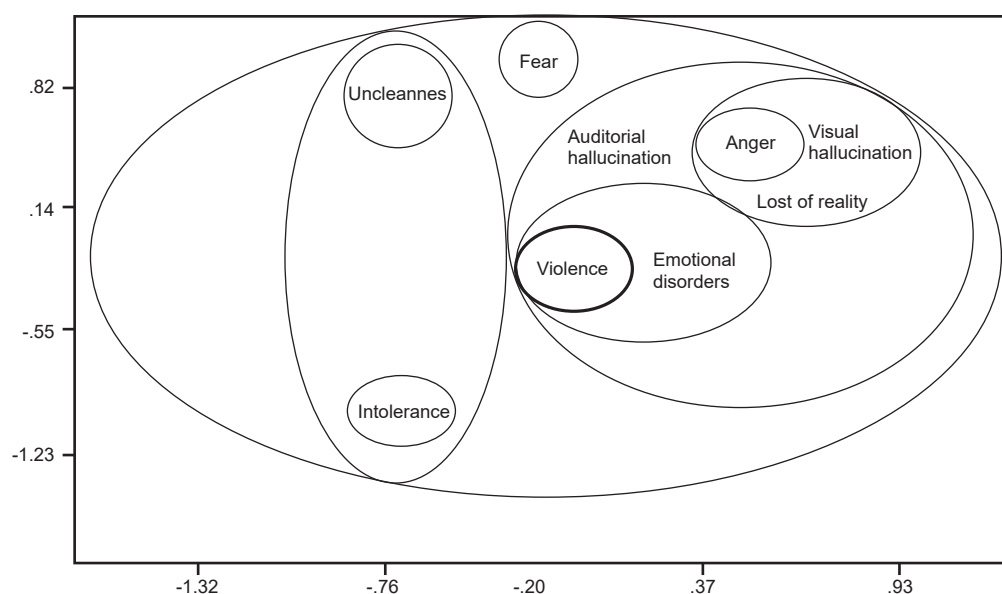 Fear
.82
Uncleannes
Auditorial
hallucination
Anger
Visual
hallucination
Lost of reality
.14
Violence
Emotional
disorders
-.55
Intolerance
-1.23
-1.32
-.76
-.20
.37
.93